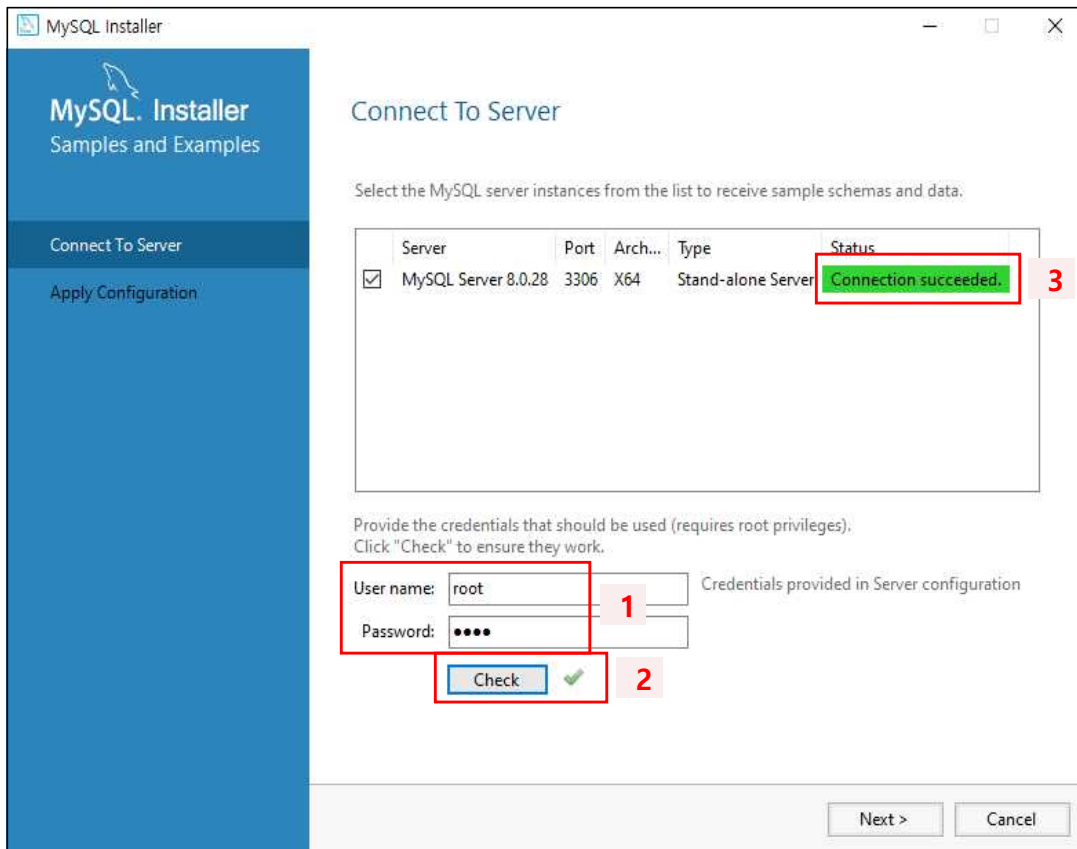 MySQL Installer
MySQL. Installer
Samples and Examples
Connect To Server
Apply Configuration
Connect To Server
Select the MySQL server instances from the list to receive sample schemas and data.
Server Port Arch... Type Status
MySQL Server 8.0.28 3306 X64 Stand-alone Server Connection succeeded.
3
Provide the credentials that should be used (requires root privileges).
Click "Check" to ensure they work.
User name: root Credentials provided in Server configuration
1
Password: ●●●●
Check
2
Next > Cancel